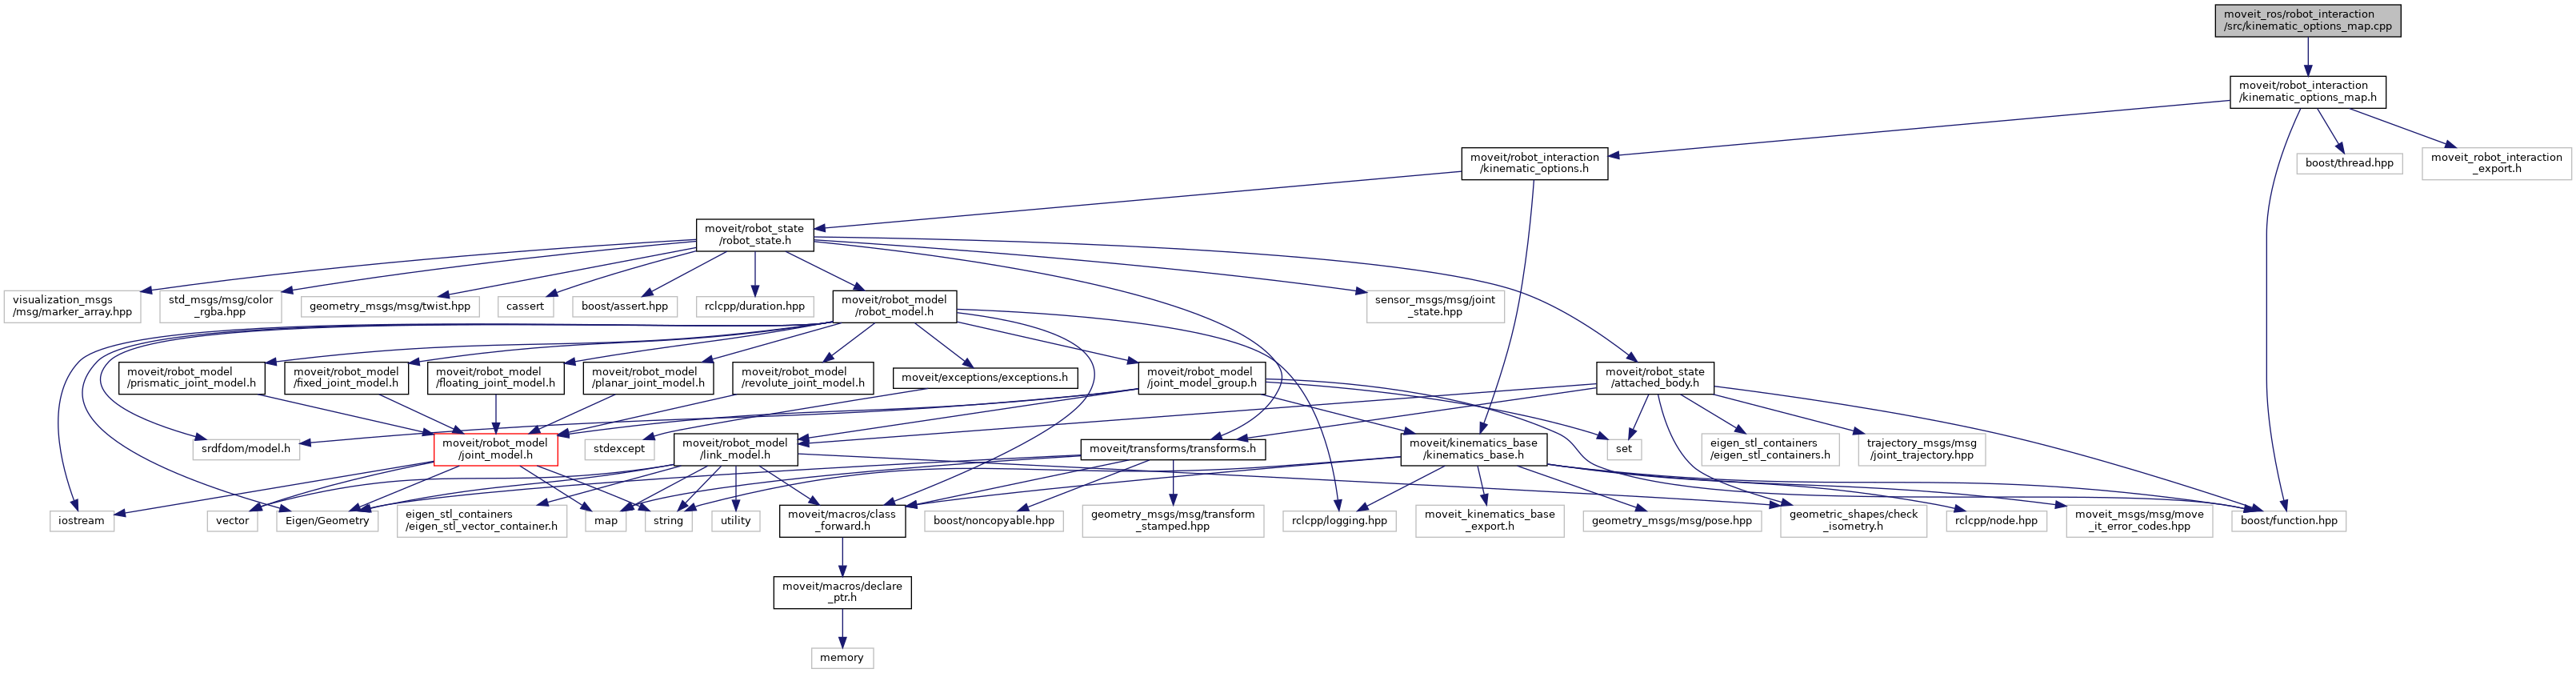 moveit_ros/robot_interaction
/src/kinematic_options_map.cpp
moveit/robot_interaction
/kinematic_options_map.h
moveit/robot_interaction
/kinematic_options.h
boost/thread.hpp
moveit_robot_interaction
_export.h
moveit/robot_state
/robot_state.h
visualization_msgs
/msg/marker_array.hpp
std_msgs/msg/color
_rgba.hpp
geometry_msgs/msg/twist.hpp
cassert
boost/assert.hpp
rclcpp/duration.hpp
moveit/robot_model
/robot_model.h
sensor_msgs/msg/joint
_state.hpp
moveit/robot_model
/prismatic_joint_model.h
moveit/robot_model
/fixed_joint_model.h
moveit/robot_model
/floating_joint_model.h
moveit/robot_model
/planar_joint_model.h
moveit/robot_model
/revolute_joint_model.h
moveit/exceptions/exceptions.h
moveit/robot_model
/joint_model_group.h
moveit/robot_state
/attached_body.h
srdfdom/model.h
moveit/robot_model
/joint_model.h
stdexcept
moveit/robot_model
/link_model.h
moveit/transforms/transforms.h
moveit/kinematics_base
/kinematics_base.h
set
eigen_stl_containers
/eigen_stl_containers.h
trajectory_msgs/msg
/joint_trajectory.hpp
iostream
vector
Eigen/Geometry
eigen_stl_containers
/eigen_stl_vector_container.h
map
string
utility
moveit/macros/class
_forward.h
boost/noncopyable.hpp
geometry_msgs/msg/transform
_stamped.hpp
rclcpp/logging.hpp
moveit_kinematics_base
_export.h
geometry_msgs/msg/pose.hpp
geometric_shapes/check
_isometry.h
rclcpp/node.hpp
moveit_msgs/msg/move
_it_error_codes.hpp
boost/function.hpp
moveit/macros/declare
_ptr.h
memory